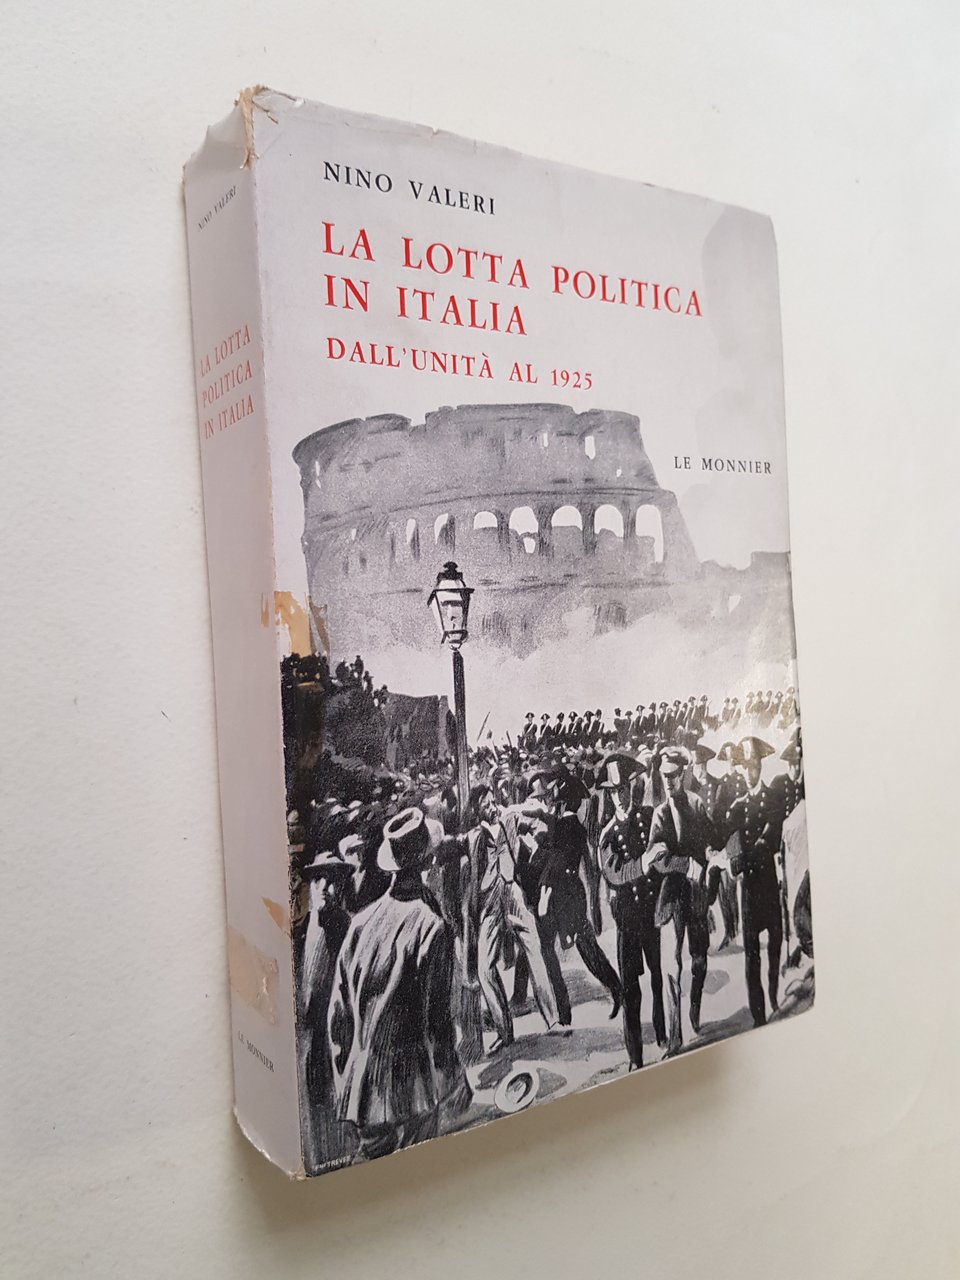 NINO VALERI
LA LOTTA POLITICA
IN ITALIA
DALL'UNITÀ AL 1925
LE MONNIER
NINO VALERI
LA LOTTA
POLITICA
IN ITALIA
LE MONNIER